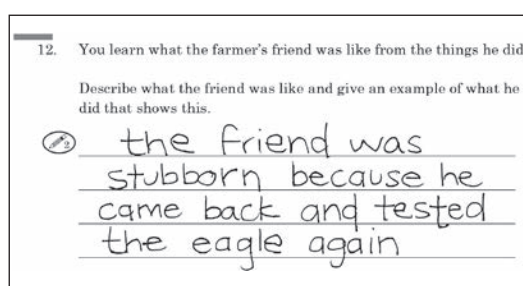 12. You learn what the farmer's friend was like from the things he did
Describe what the friend was like and give an example of what he
did that shows this.
2
the friend was
stubborn because he
came back and tested
the eagle again